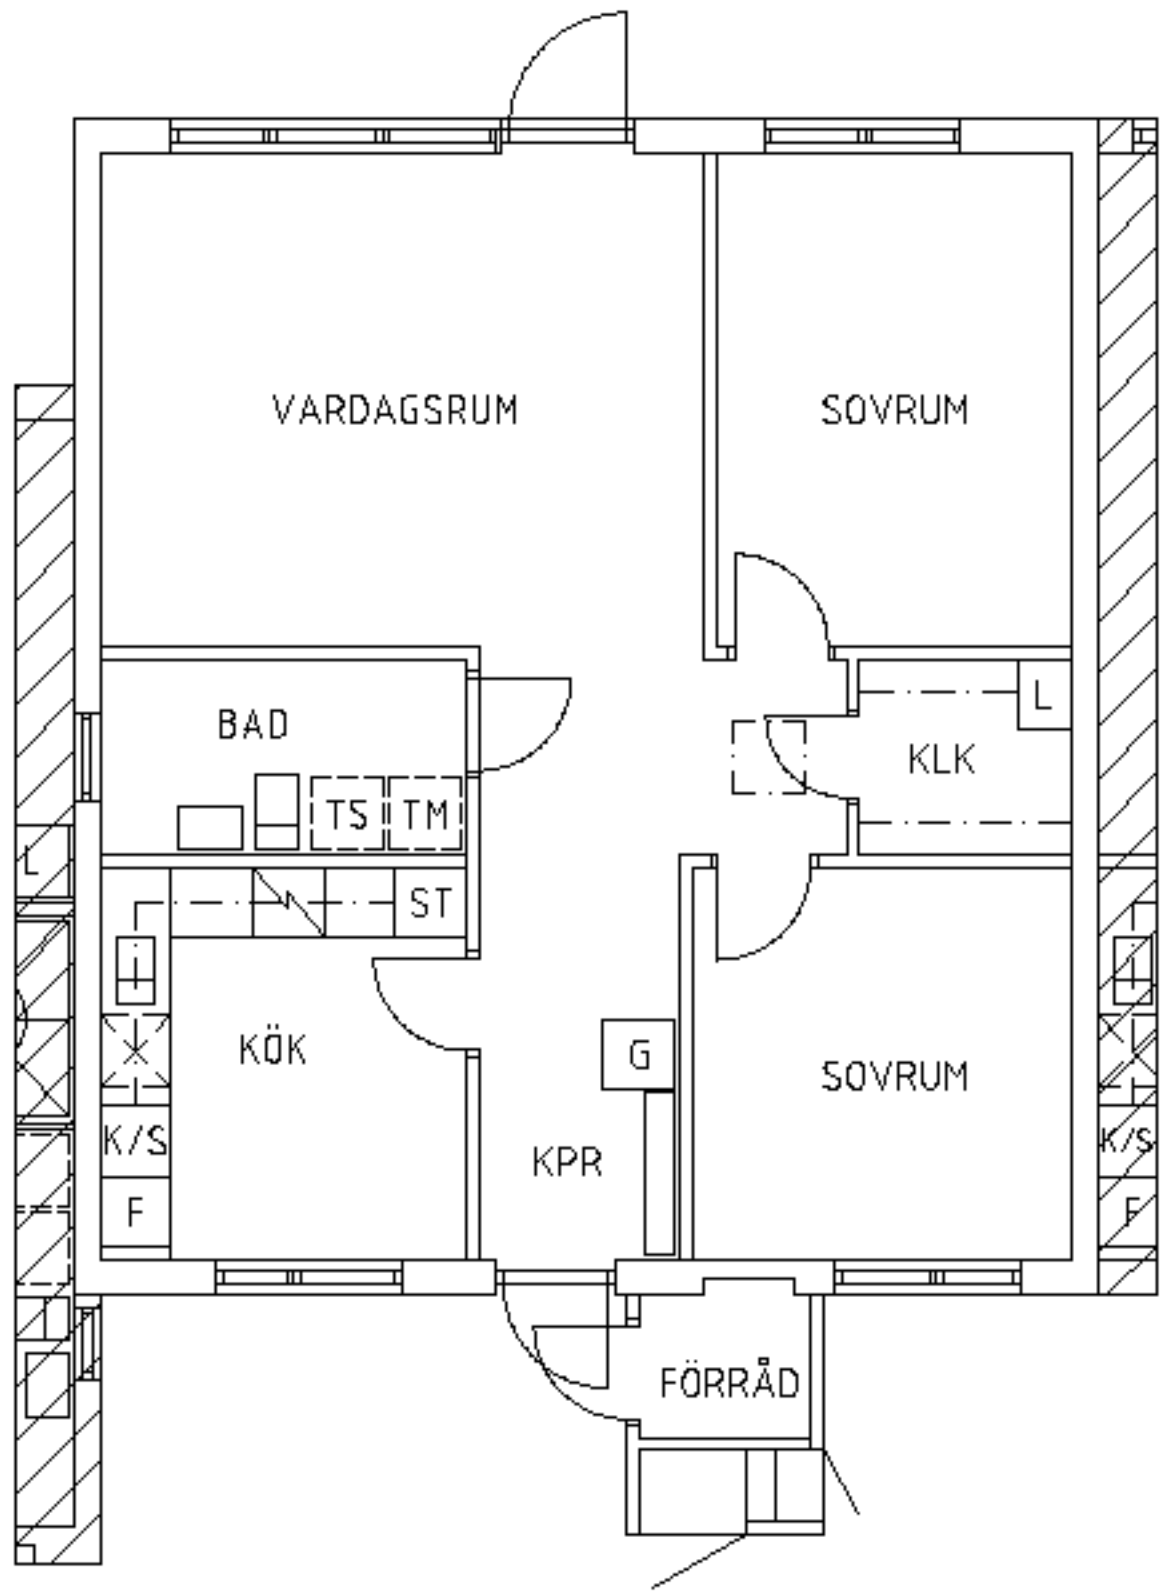 VARDAGSRUM
SOVRUM
L
BAD
KLK
TS
TM
L
ST
KÖK
G
SOVRUM
K/S
KPR
K/S
F
F
FÖRRÅD